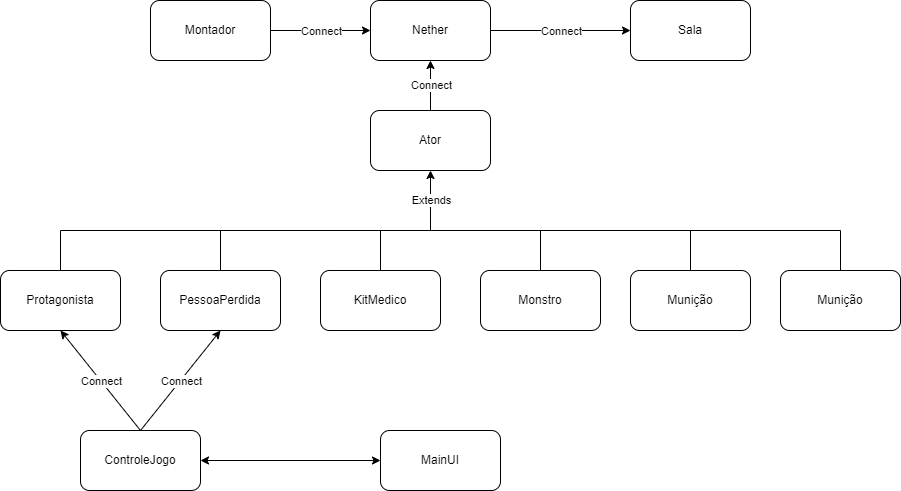 Montador
Connect
Nether
Connect
Sala
Connect
Ator
Extends
Protagonista
PessoaPerdida
KitMedico
Monstro
Munição
Munição
Connect
Connect
ControleJogo
MainUI